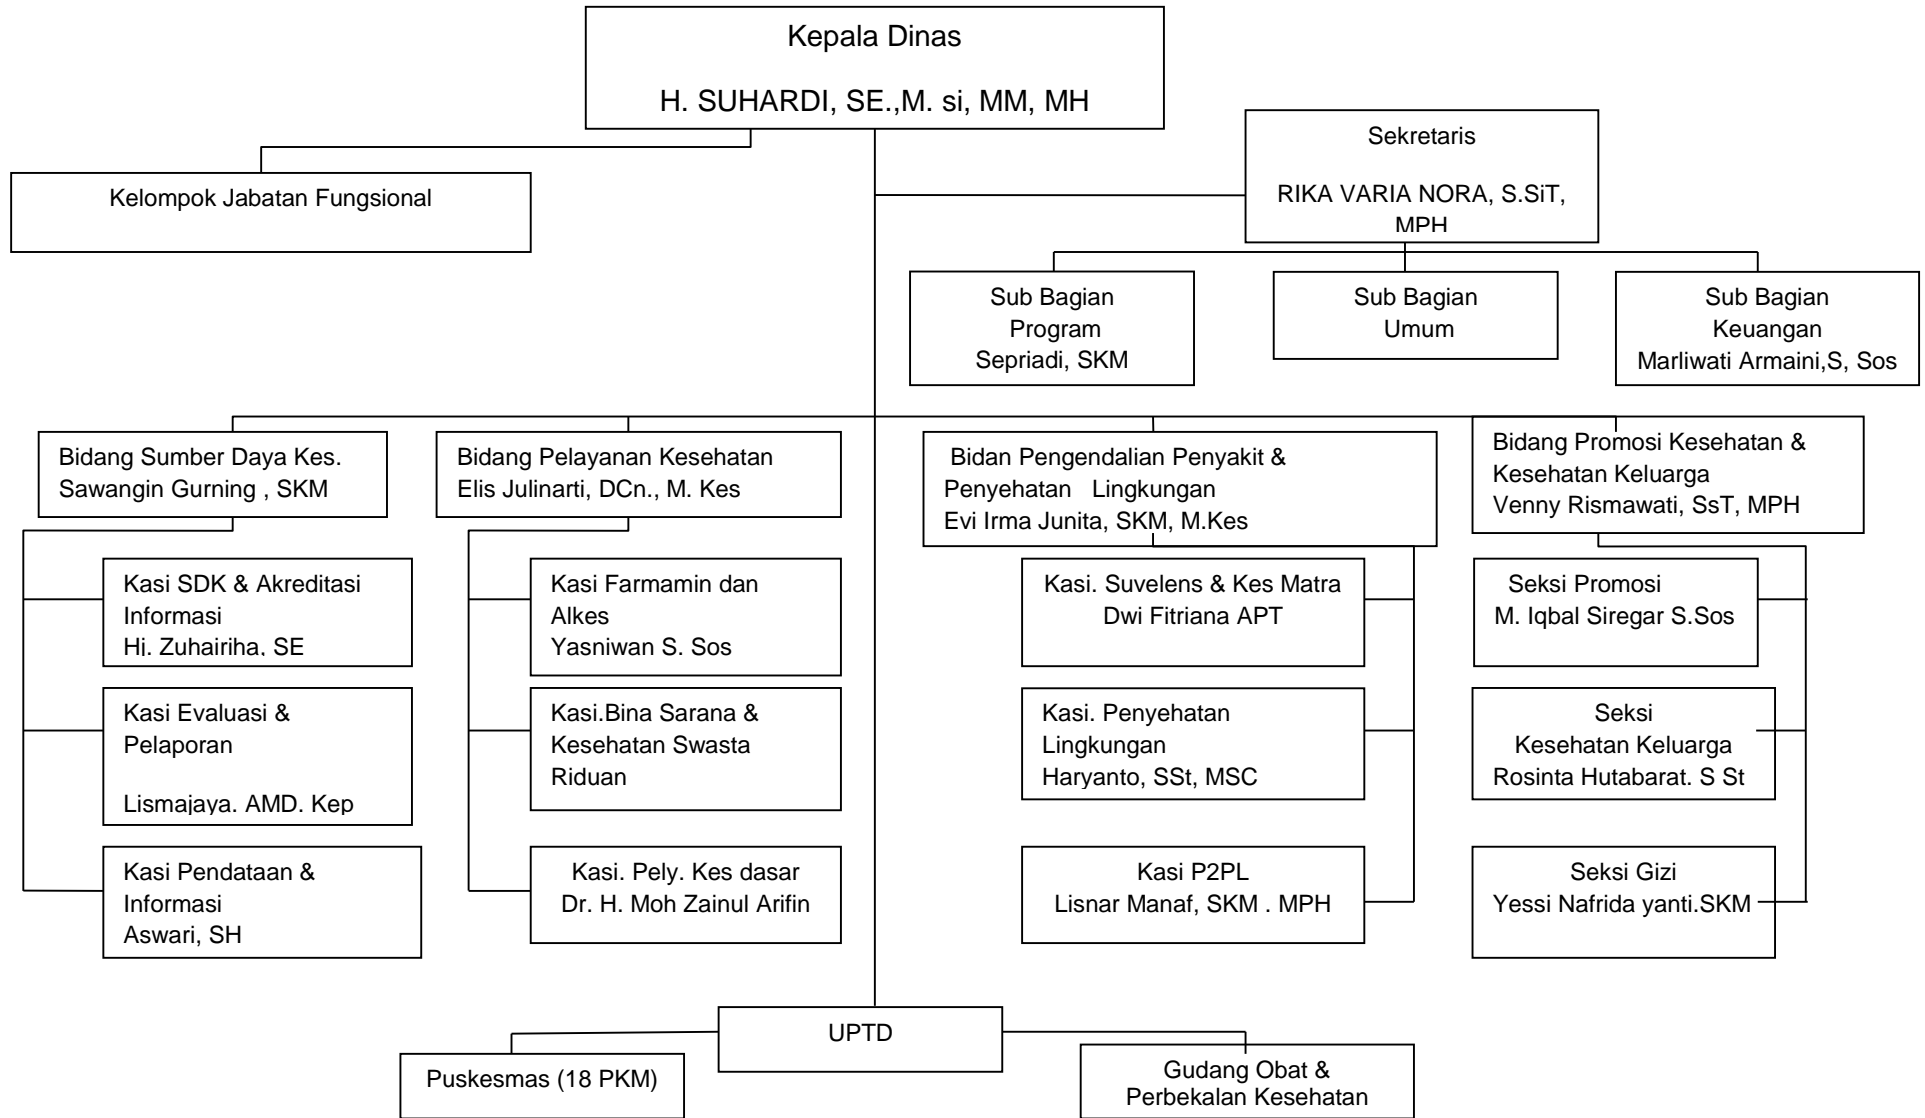 Kepala Dinas
H. SUHARDI, SE.,M. si, MM, MH
Sekretaris
RIKA VARIA NORA, S.SiT,
MPH
Kelompok Jabatan Fungsional
Sub Bagian
Program
Sepriadi, SKM
Sub Bagian
Umum
Sub Bagian
Keuangan
Marliwati Armaini,S, Sos
Bidang Sumber Daya Kes.
Sawangin Gurning , SKM
Bidang Pelayanan Kesehatan
Elis Julinarti, DCn., M. Kes
Bidan Pengendalian Penyakit &
Penyehatan Lingkungan
Evi Irma Junita, SKM, M.Kes
Bidang Promosi Kesehatan &
Kesehatan Keluarga
Venny Rismawati, SsT, MPH
Kasi SDK & Akreditasi
Informasi
Hj. Zuhairiha, SE
Kasi Farmamin dan
Alkes
Yasniwan S. Sos
Kasi. Suvelens & Kes Matra
Dwi Fitriana APT
Seksi Promosi
M. Iqbal Siregar S.Sos
Kasi Evaluasi &
Pelaporan
Lismajaya. AMD. Kep
Kasi.Bina Sarana &
Kesehatan Swasta
Riduan
Kasi. Penyehatan
Lingkungan
Haryanto, SSt, MSC
Seksi
Kesehatan Keluarga
Rosinta Hutabarat. S St
Kasi Pendataan &
Informasi
Aswari, SH
Kasi. Pely. Kes dasar
Dr. H. Moh Zainul Arifin
Kasi P2PL
Lisnar Manaf, SKM . MPH
Seksi Gizi
Yessi Nafrida yanti.SKM
UPTD
Puskesmas (18 PKM)
Gudang Obat &
Perbekalan Kesehatan